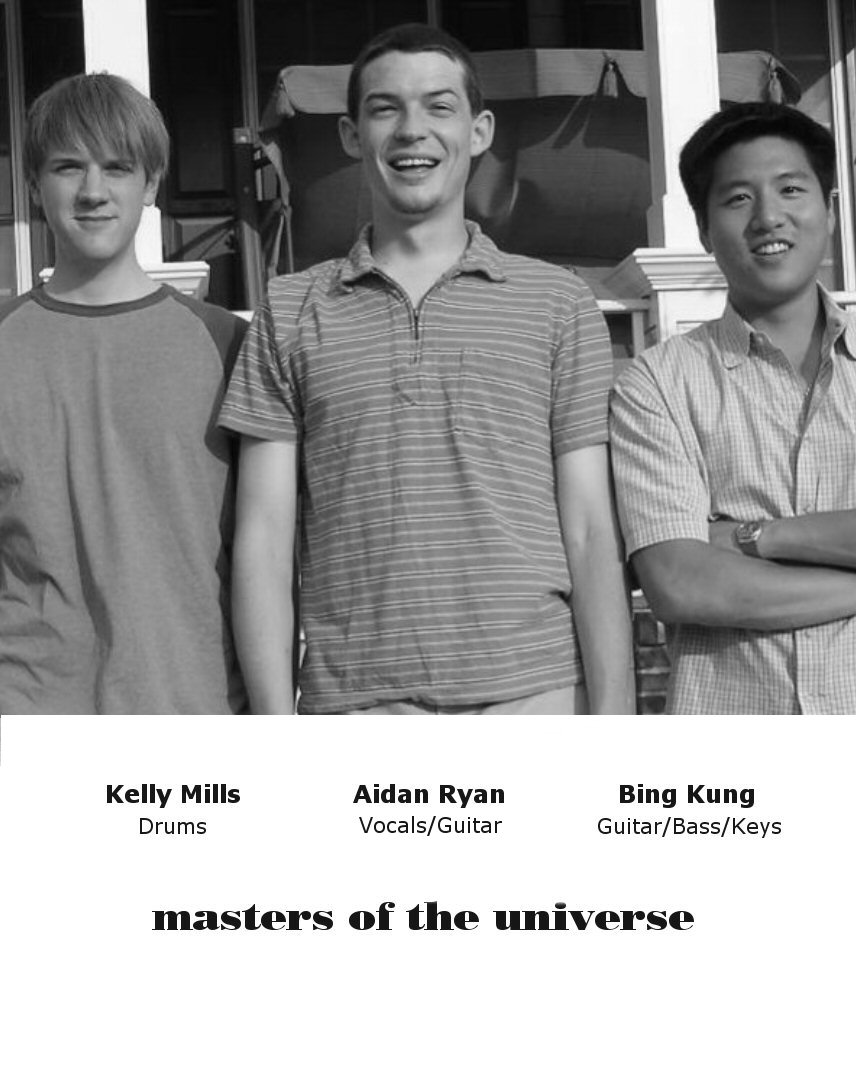 Kelly Mills Aidan Ryan Bing Kung
Drums Vocals/Guitar Guitar/Bass/Keys
masters of the universe